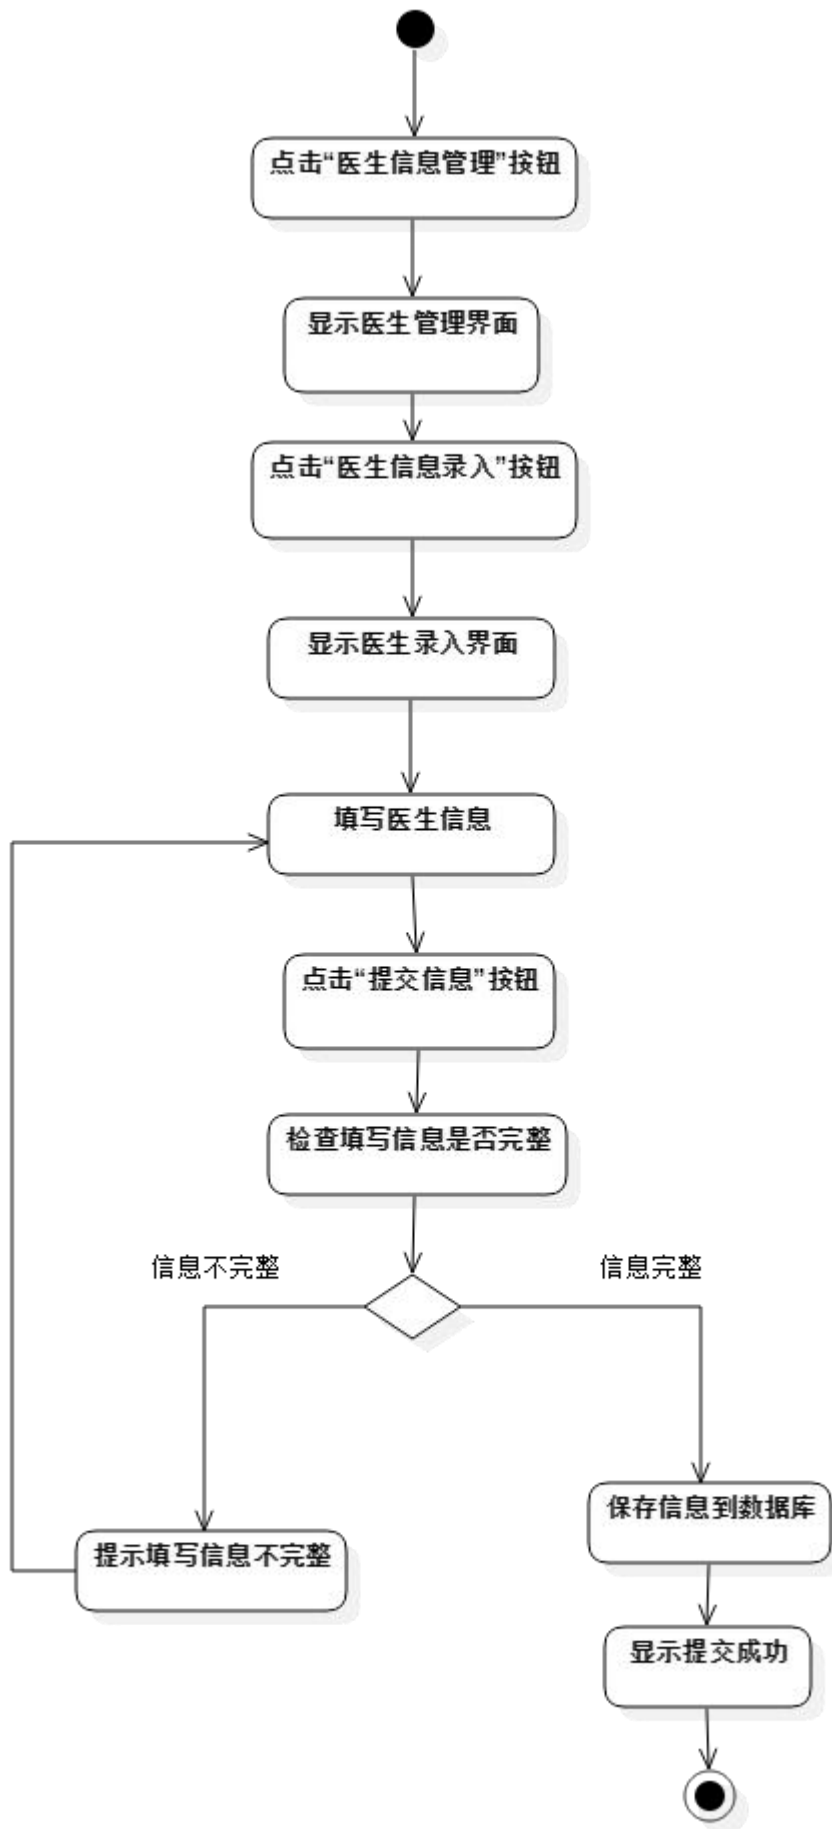 点击“医生信息管理”按钮
显示医生管理界面
点击“医生信息录入”按钮
显示医生录入界面
填写医生信息
点击“提交信息”按钮
检查填写信息是否完整
信息不完整
信息完整
保存信息到数据库
提示填写信息不完整
显示提交成功